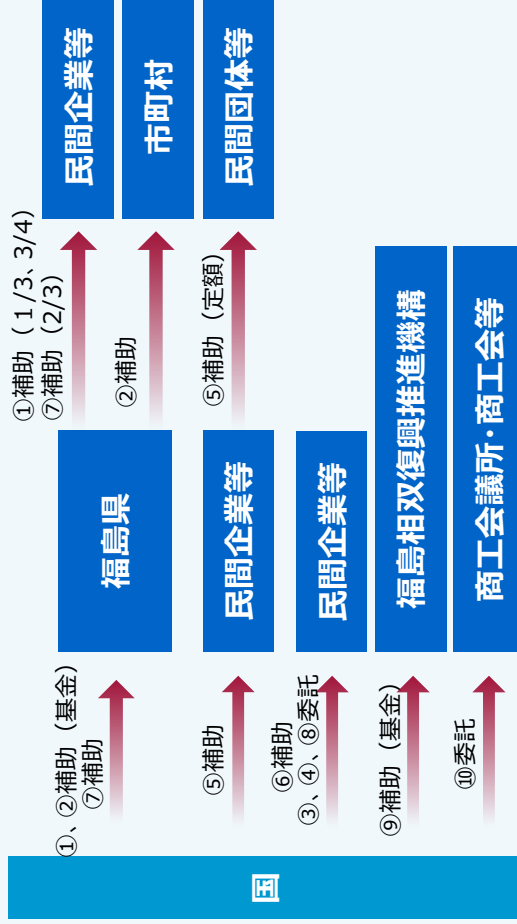 国
①、②補助（基金）
⑦補助
福島県
①補助（1/3、3/4）
⑦補助（2/3）
民間企業等
②補助
市町村
⑤補助
民間企業等
⑤補助（定額）
民間団体等
⑥補助
③、④、⑧委託
民間企業等
⑨補助（基金）
福島相双復興推進機構
⑩委託
商工会議所・商工会等